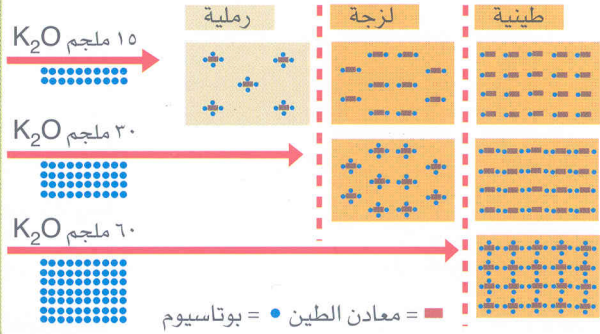 رملية
لزجة
طينية
١٥ ملجم K₂O
٣٠ ملجم K₂O
٦٠ ملجم K₂O
= معادن الطين = بوتاسيوم